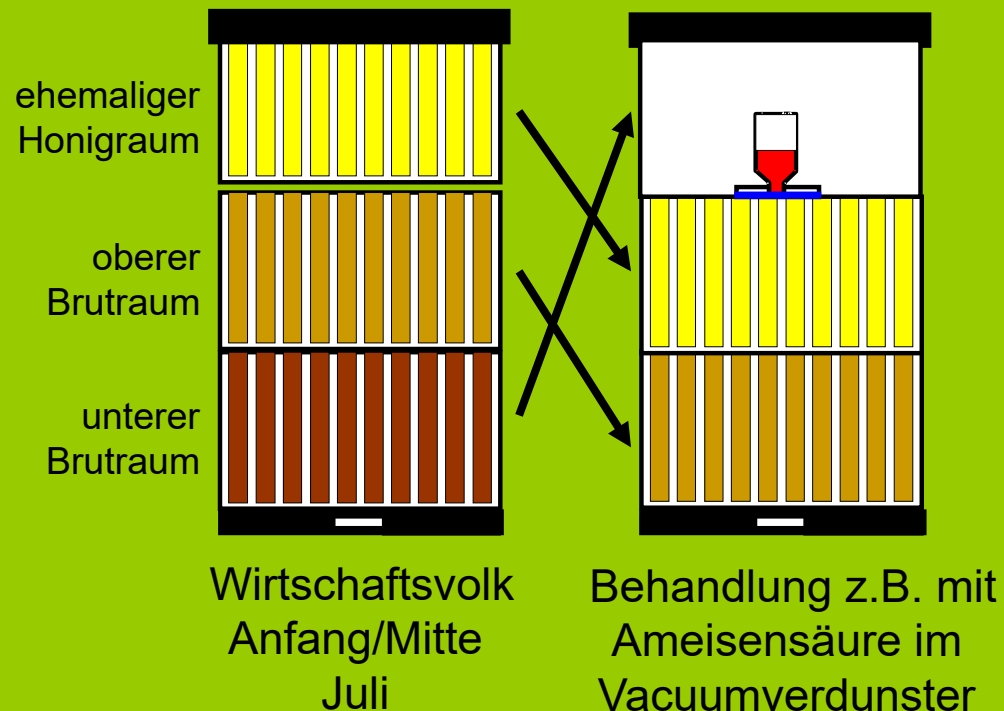 ehemaliger
Honigraum
oberer
Brutraum
unterer
Brutraum
Wirtschaftsvolk
Anfang/Mitte
Juli
Behandlung z.B. mit
Ameisensäure im
Vacuumverdunster